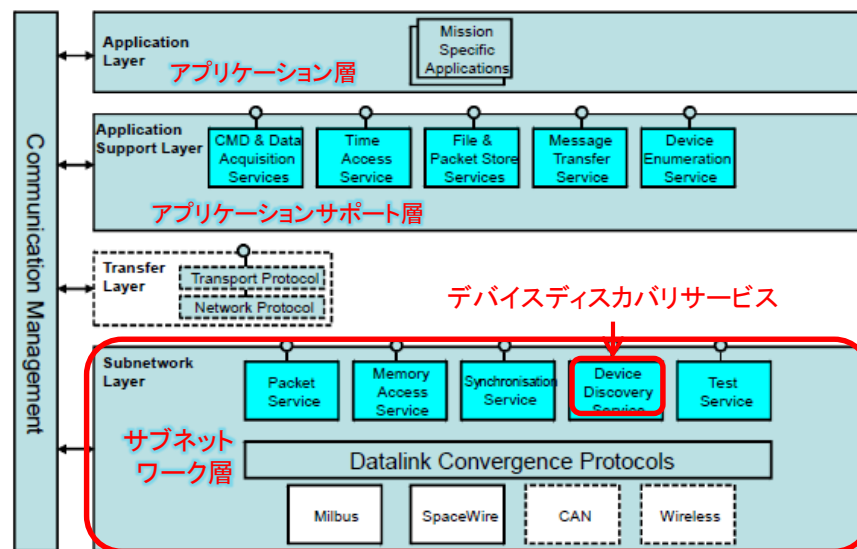 Communication Management
Application
Layer
アプリケーション層
Mission
Specific
Applications
Application
Support Layer
CMD & Data
Acquisition
Services
Time
Access
Service
File &
Packet Store
Services
Message
Transfer
Service
Device
Enumeration
Service
アプリケーションサポート層
Transfer
Layer
Transport Protocol
Network Protocol
デバイスディスカバリサービス
Subnetwork
Layer
Packet
Service
Memory
Access
Service
Synchronisation
Service
Device
Discovery
Service
Test
Service
サブネット
ワーク層
Datalink Convergence Protocols
Milbus
SpaceWire
CAN
Wireless